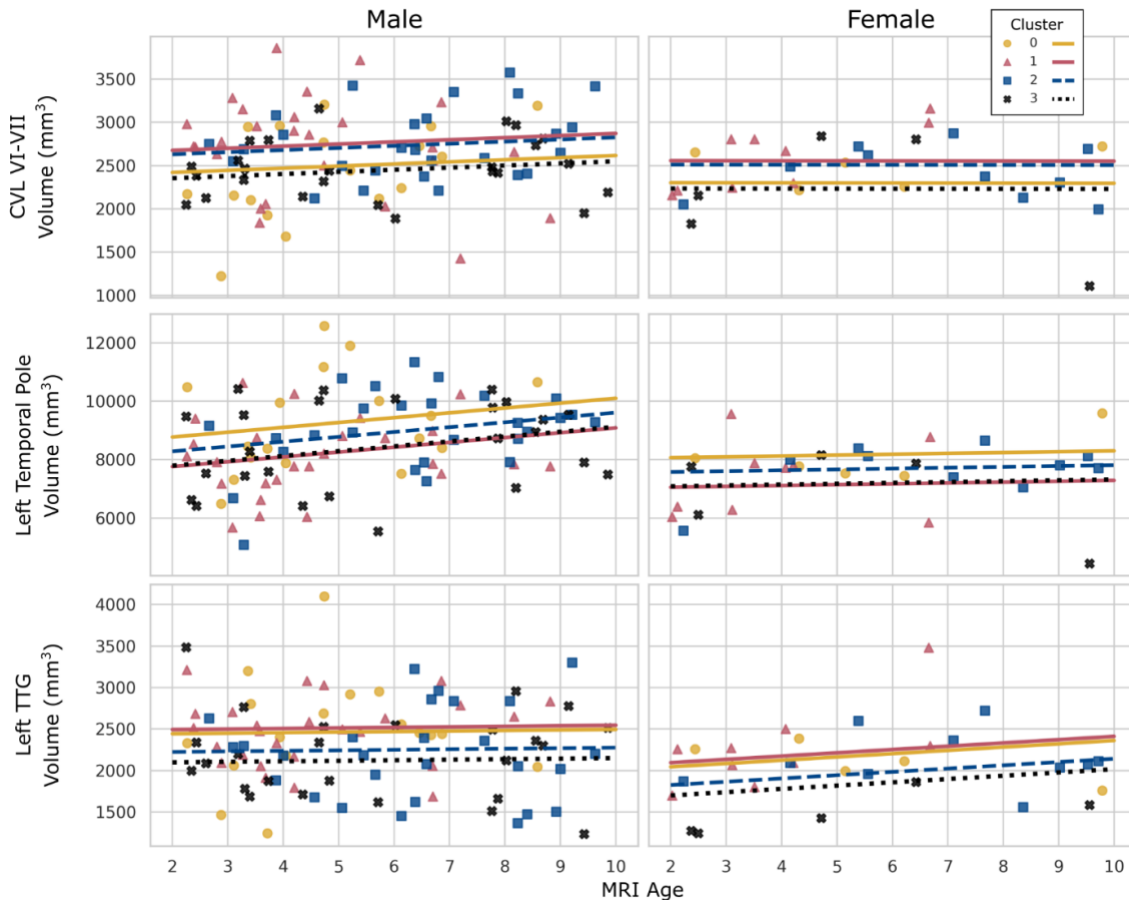 Male
Female
Cluster
0
1
2
3
CVL VI-VII
Volume (mm³)
3500
3000
2500
2000
1500
1000
Left Temporal Pole
Volume (mm³)
12000
10000
8000
6000
Left TTG
Volume (mm³)
4000
3500
3000
2500
2000
1500
2 3 4 5 6 7 8 9 10
2 3 4 5 6 7 8 9 10
MRI Age